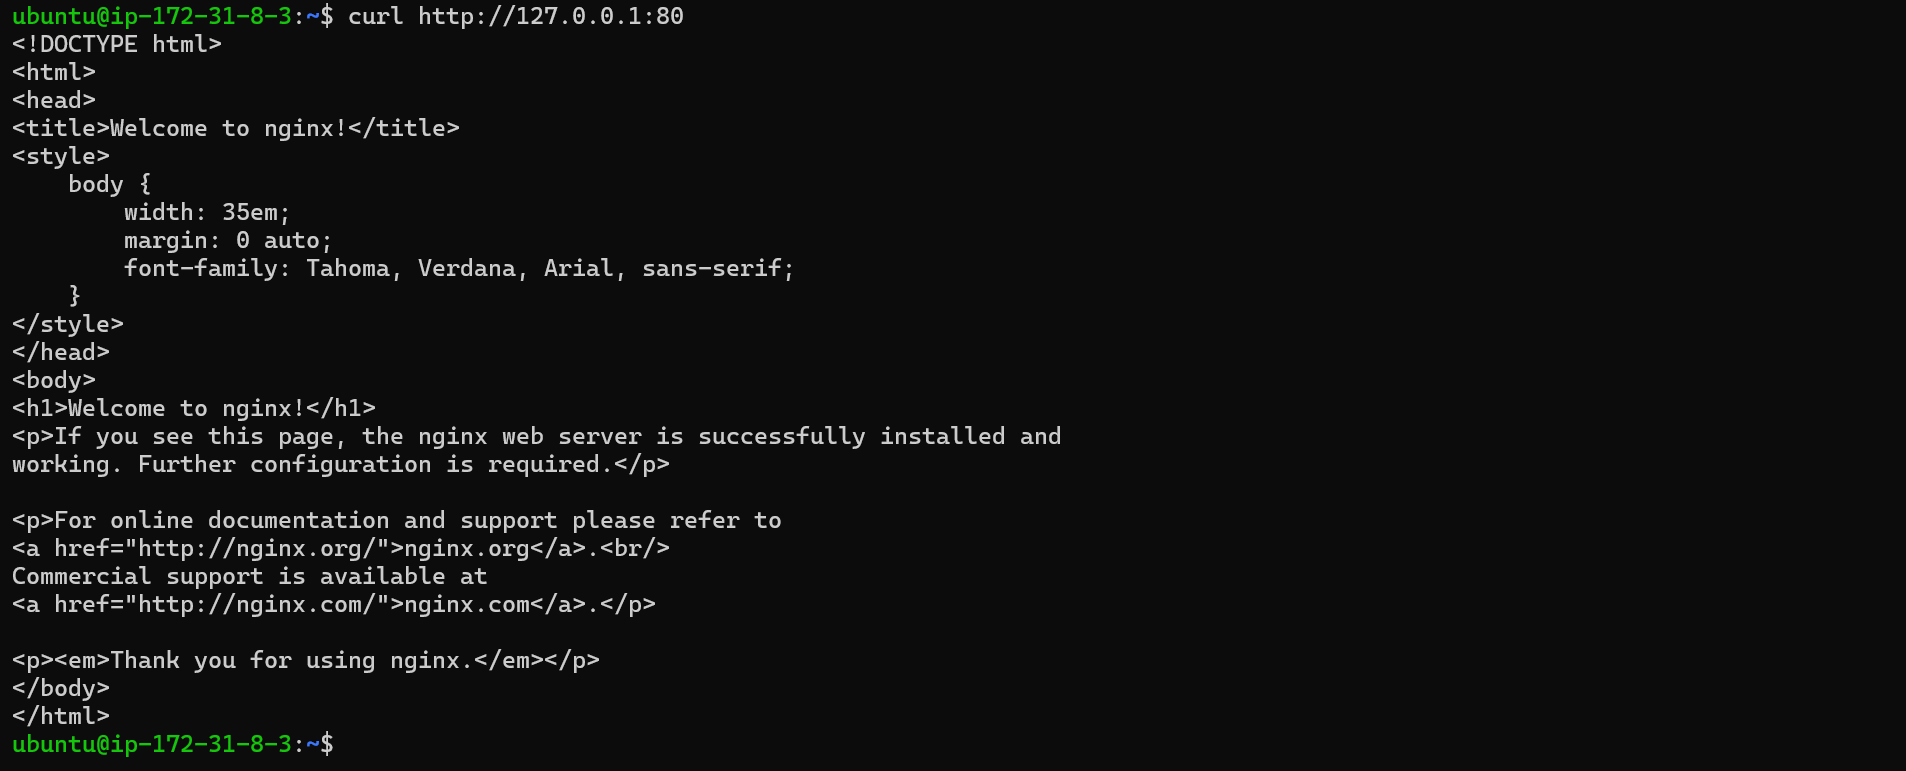 ubuntu@ip-172-31-8-3:~$ curl http://127.0.0.1:80
<!DOCTYPE html>
<html>
<head>
<title>Welcome to nginx!</title>
<style>
    body {
        width: 35em;
        margin: 0 auto;
        font-family: Tahoma, Verdana, Arial, sans-serif;
    }
</style>
</head>
<body>
<h1>Welcome to nginx!</h1>
<p>If you see this page, the nginx web server is successfully installed and
working. Further configuration is required.</p>

<p>For online documentation and support please refer to
<a href="http://nginx.org/">nginx.org</a>.<br/>
Commercial support is available at
<a href="http://nginx.com/">nginx.com</a>.</p>

<p><em>Thank you for using nginx.</em></p>
</body>
</html>
ubuntu@ip-172-31-8-3:~$